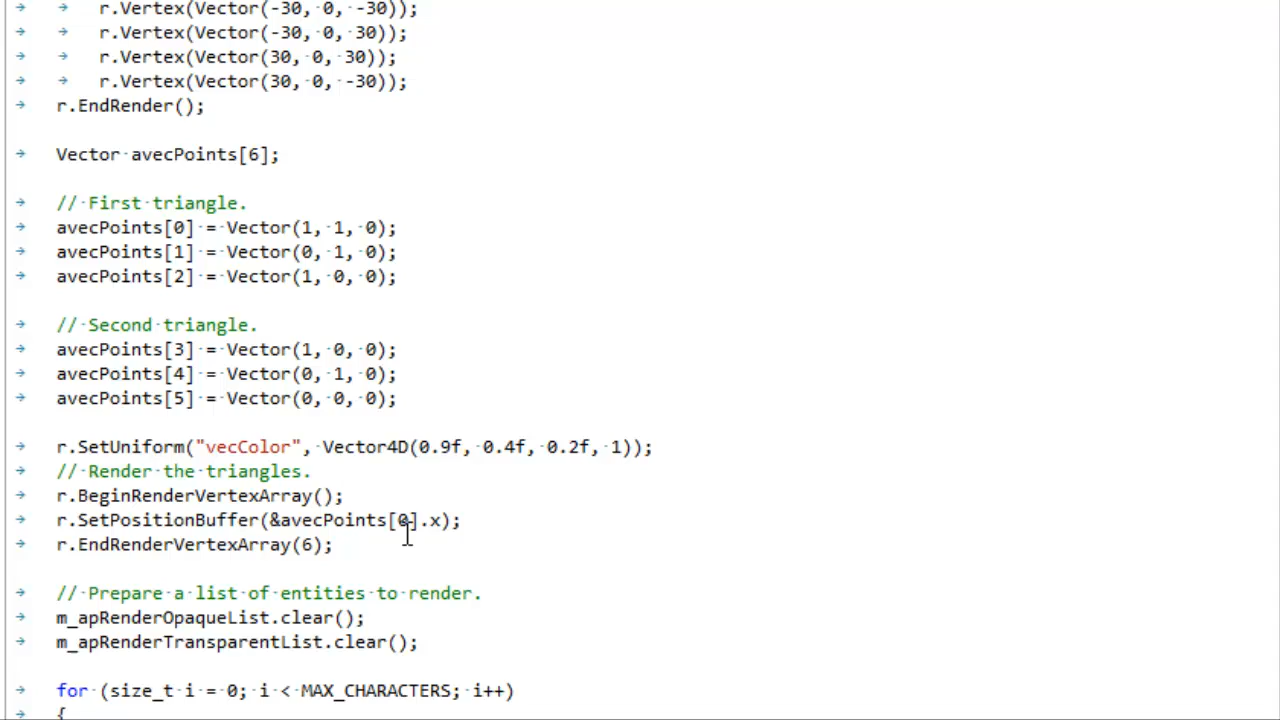 r.Vertex(Vector(-30, 0, -30));
r.Vertex(Vector(-30, 0, 30));
r.Vertex(Vector(30, 0, 30));
r.Vertex(Vector(30, 0, -30));
r.EndRender();
Vector avecPoints[6];
// First triangle.
avecPoints[0] = Vector(1, 1, 0);
avecPoints[1] = Vector(0, 1, 0);
avecPoints[2] = Vector(1, 0, 0);
// Second triangle.
avecPoints[3] = Vector(1, 0, 0);
avecPoints[4] = Vector(0, 1, 0);
avecPoints[5] = Vector(0, 0, 0);
r.SetUniform("vecColor", Vector4D(0.9f, 0.4f, 0.2f, 1));
// Render the triangles.
r.BeginRenderVertexArray();
r.SetPositionBuffer(&avecPoints[0].x);
r.EndRenderVertexArray(6);
// Prepare a list of entities to render.
m_apRenderOpaqueList.clear();
m_apRenderTransparentList.clear();
for (size_t i = 0; i < MAX_CHARACTERS; i++)
{